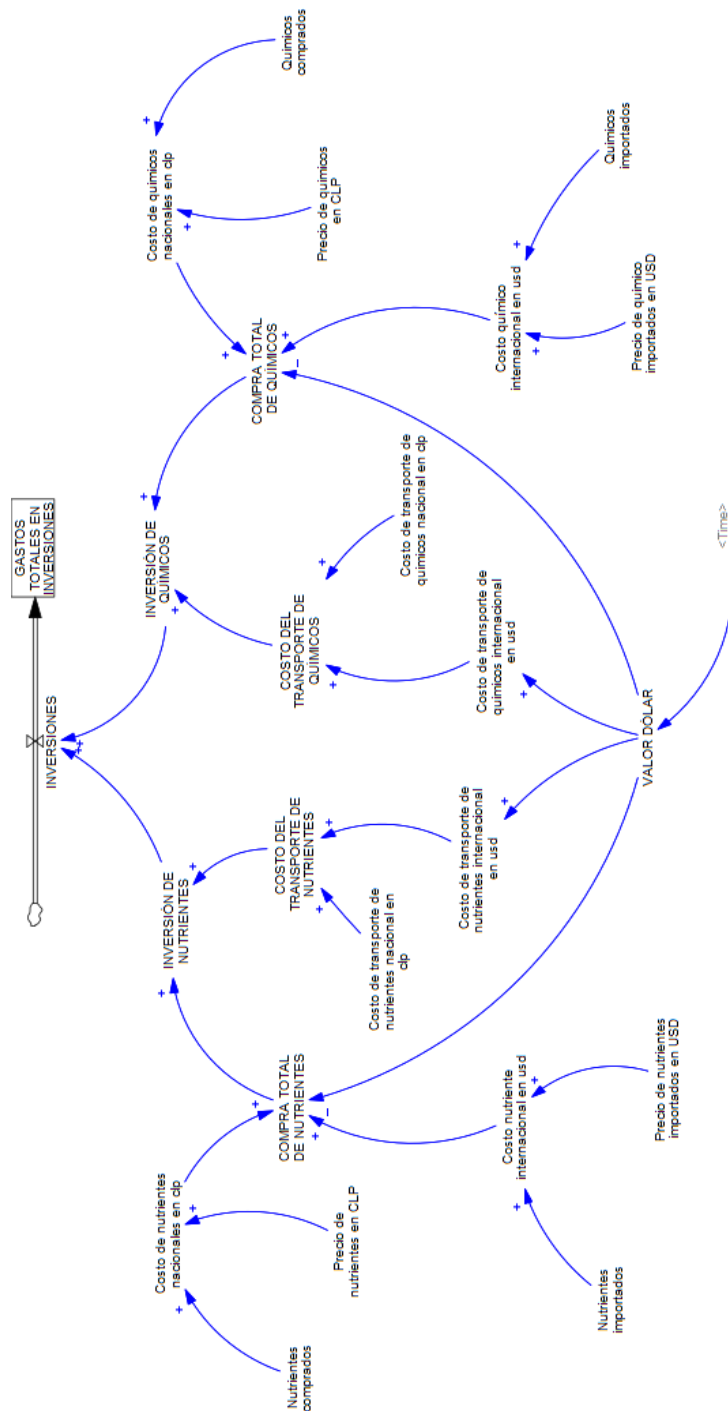 GASTOS
TOTALES EN
INVERSIONES
INVERSIONES
INVERSIÓN DE
NUTRIENTES
INVERSIÓN DE
QUÍMICOS
Costo de nutrientes
nacionales en clp
Nutrientes
comprados
Precio de
nutrientes en CLP
COMPRA TOTAL
DE NUTRIENTES
COSTO DEL
TRANSPORTE DE
NUTRIENTES
Costo de transporte de
nutrientes nacional en
clp
COSTO DEL
TRANSPORTE DE
QUÍMICOS
Costo de transporte de
químicos nacional en clp
COMPRA TOTAL
DE QUÍMICOS
Costo de químicos
nacionales en clp
Químicos
comprados
Precio de químicos
en CLP
Costo nutriente
internacional en usd
Nutrientes
importados
Precio de nutrientes
importados en USD
Costo de transporte de
nutrientes internacional
en usd
Costo de transporte de
químicos internacional
en usd
Costo químico
internacional en usd
Precio de químico
importados en USD
Químicos
importados
VALOR DÓLAR
<Time>